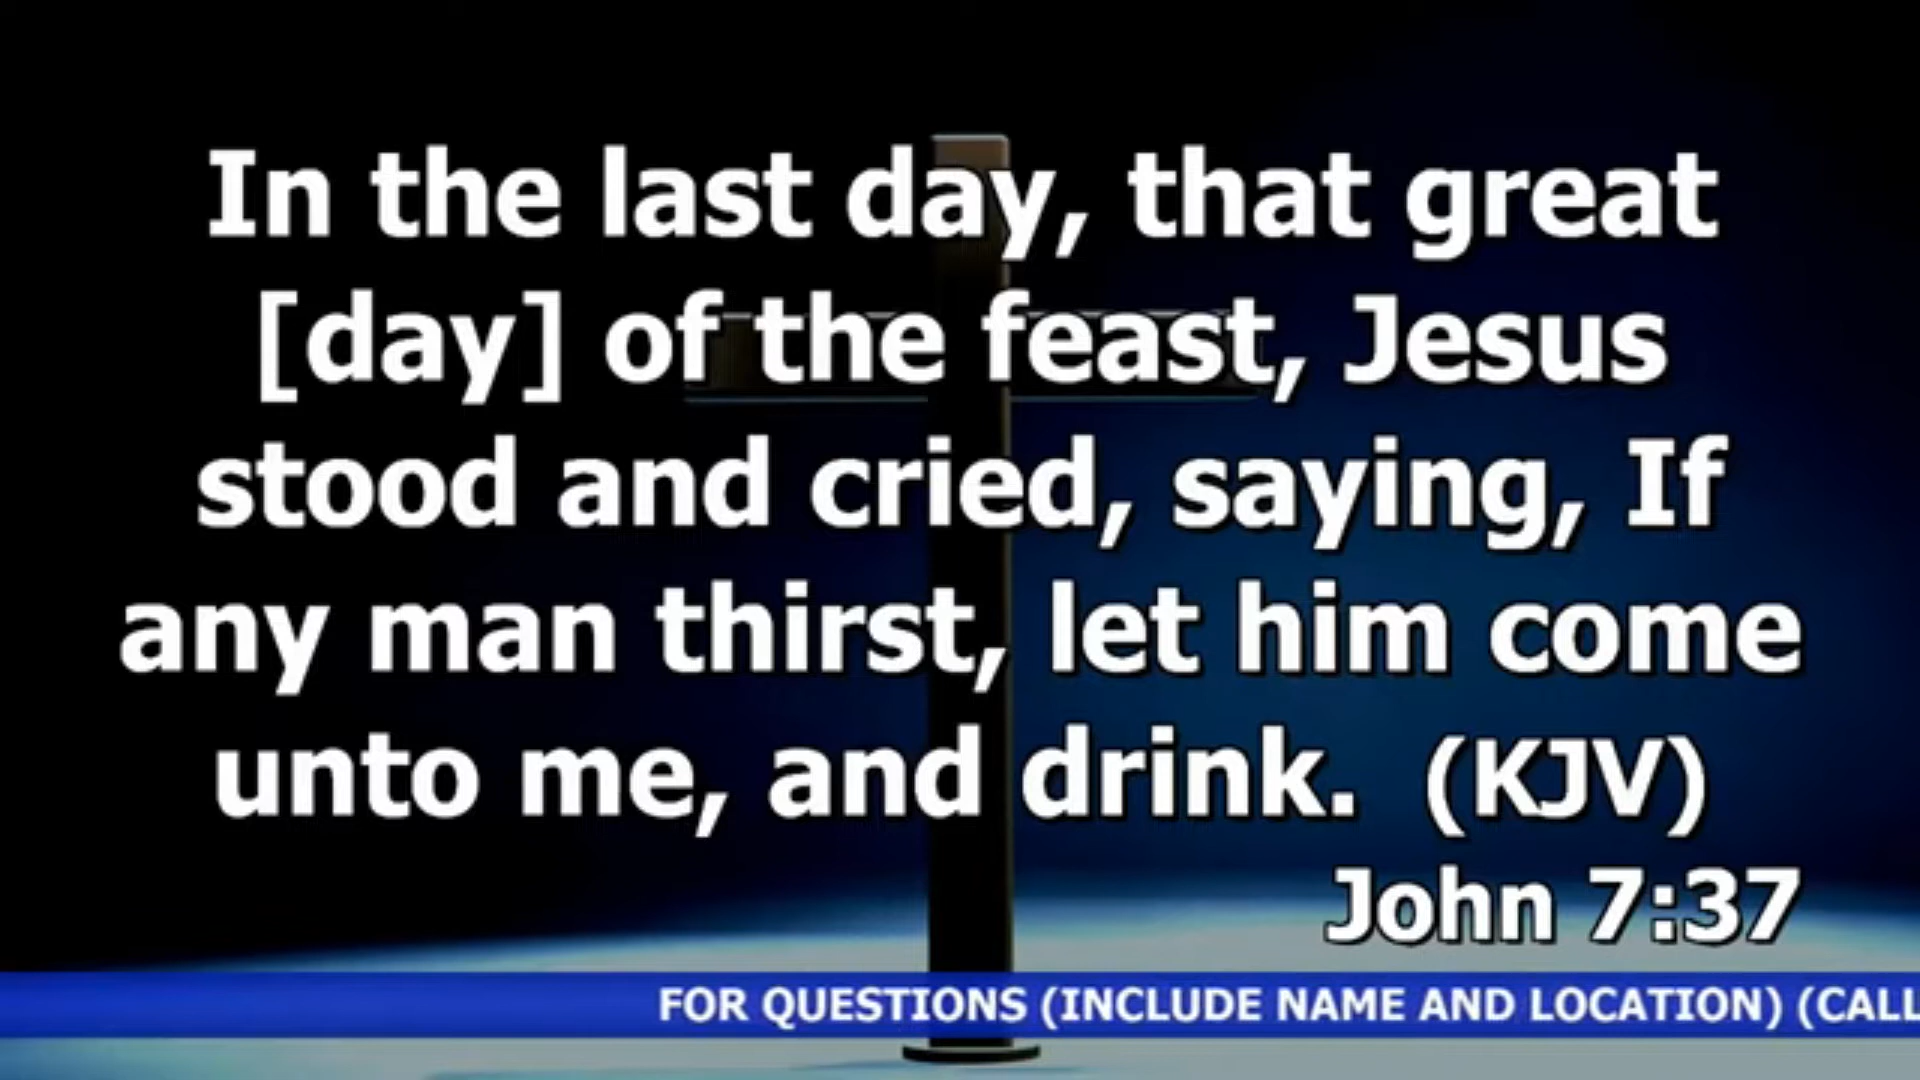 In the last day, that great
[day] of the feast, Jesus
stood and cried, saying, If
any man thirst, let him come
unto me, and drink.  (KJV)
John 7:37
FOR QUESTIONS (INCLUDE NAME AND LOCATION) (CALL